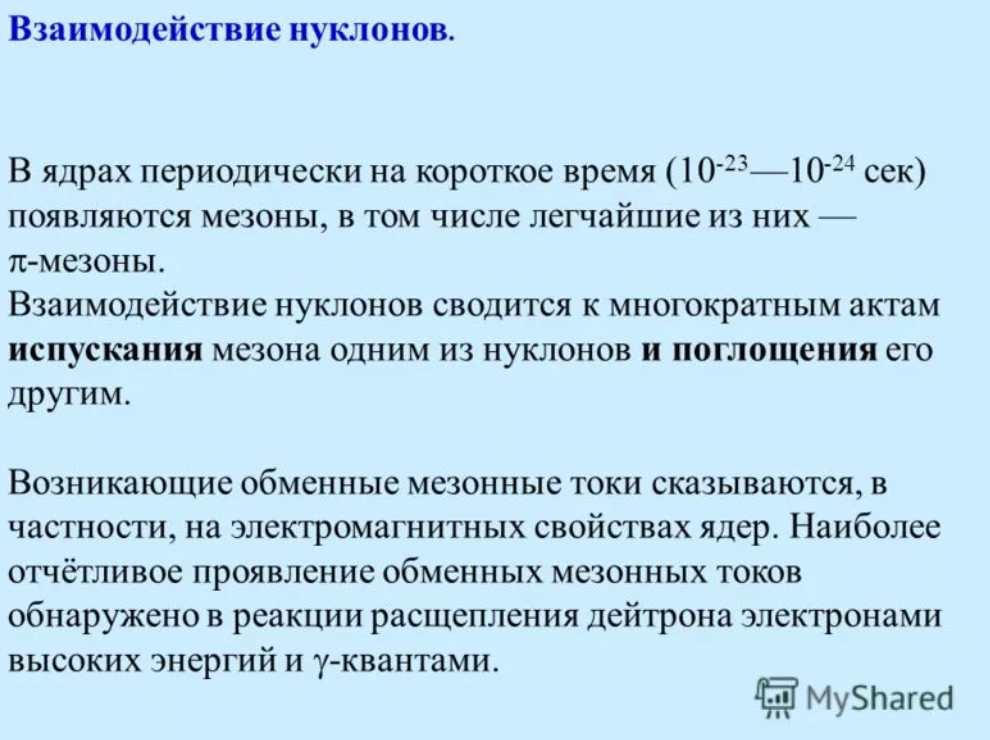 Взаимодействие нуклонов.
В ядрах периодически на короткое время (10⁻²³—10⁻²⁴ сек)
появляются мезоны, в том числе легчайшие из них —
π-мезоны.
Взаимодействие нуклонов сводится к многократным актам
испускания мезона одним из нуклонов и поглощения его
другим.
Возникающие обменные мезонные токи сказываются, в
частности, на электромагнитных свойствах ядер. Наиболее
отчётливое проявление обменных мезонных токов
обнаружено в реакции расщепления дейтрона электронами
высоких энергий и γ-квантами.
MyShared